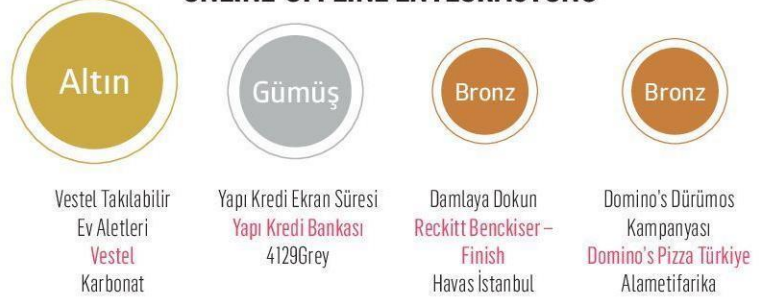 Altın
Gümüş
Bronz
Bronz
Vestel Takılabilir
Ev Aletleri
Vestel
Karbonat
Yapı Kredi Ekran Süresi
Yapı Kredi Bankası
4129Grey
Damlaya Dokun
Reckitt Benckiser –
Finish
Havas İstanbul
Domino's Dürümos
Kampanyası
Domino's Pizza Türkiye
Alametifarika